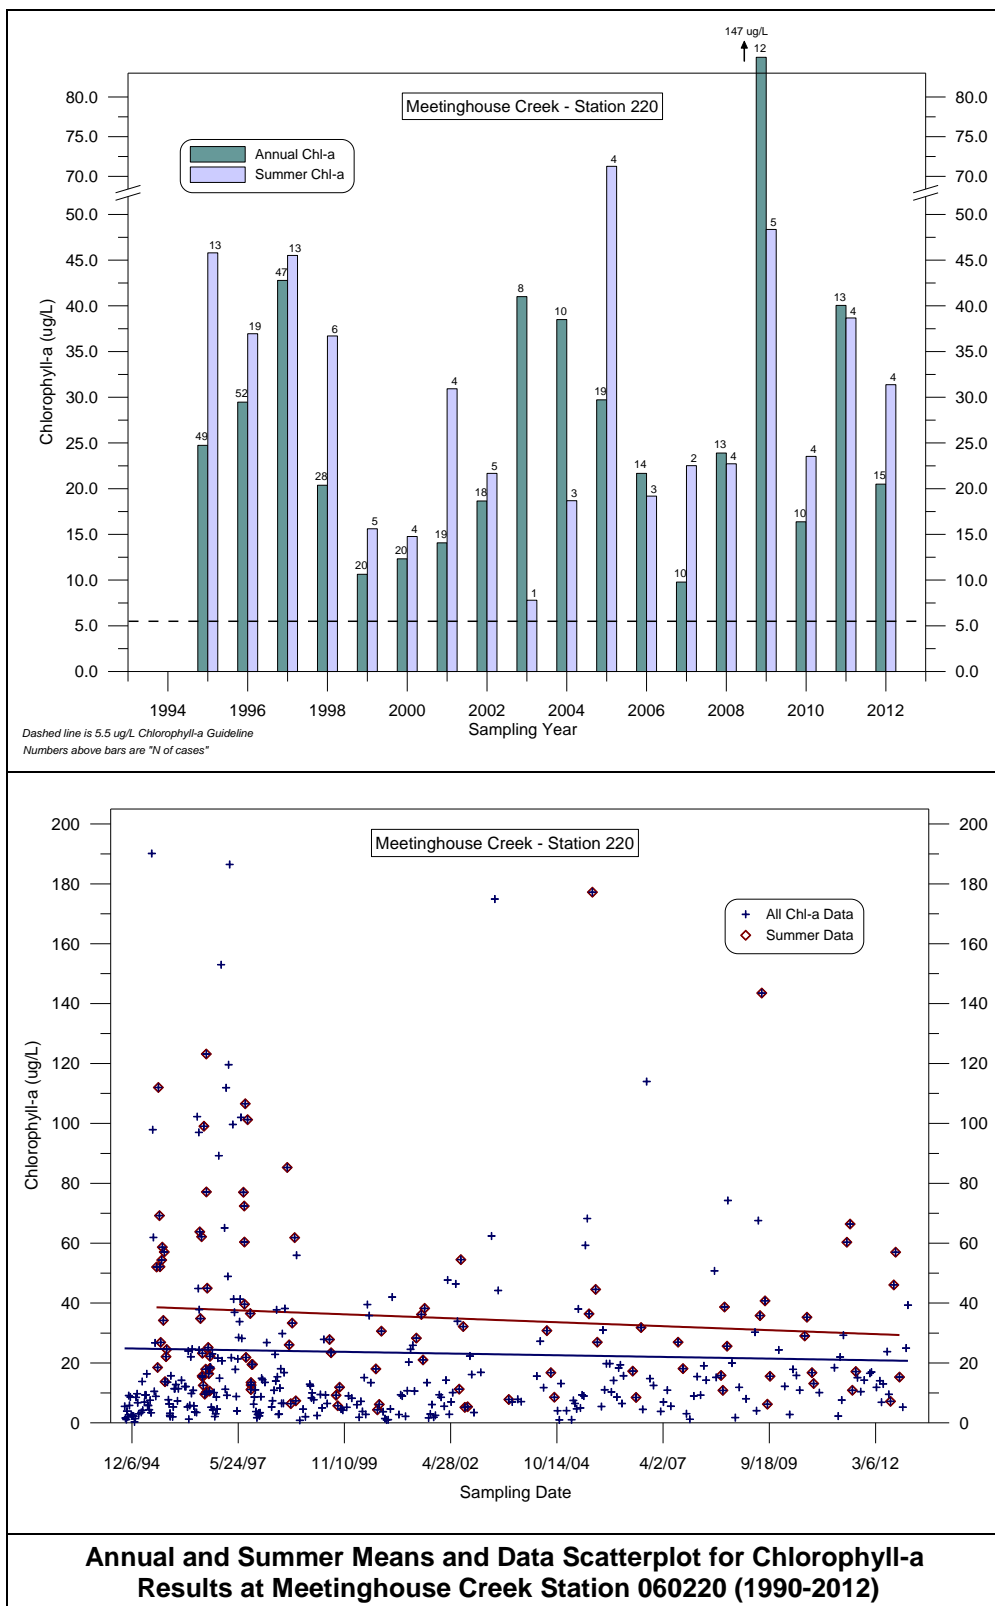 147 ug/L
Meetinghouse Creek - Station 220
Annual Chl-a
Summer Chl-a
80.0 80.0
75.0 75.0
70.0 70.0
50.0 50.0
45.0 45.0
40.0 40.0
35.0 35.0
30.0 30.0
25.0 25.0
20.0 20.0
15.0 15.0
10.0 10.0
5.0 5.0
0.0 0.0
Chlorophyll-a (ug/L)
49 13 52 19 47 13 28 6 20 5 20 4 19 4 18 5 8 1 10 3 19 4 14 3 10 2 13 4 12 5 10 4 13 4 15 4
1994 1996 1998 2000 2002 2004 2006 2008 2010 2012
Sampling Year
Dashed line is 5.5 ug/L Chlorophyll-a Guideline
Numbers above bars are "N of cases"
Meetinghouse Creek - Station 220
All Chl-a Data
Summer Data
200 200
180 180
160 160
140 140
120 120
100 100
80 80
60 60
40 40
20 20
0 0
Chlorophyll-a (ug/L)
12/6/94 5/24/97 11/10/99 4/28/02 10/14/04 4/2/07 9/18/09 3/6/12
Sampling Date
Annual and Summer Means and Data Scatterplot for Chlorophyll-a
Results at Meetinghouse Creek Station 060220 (1990-2012)